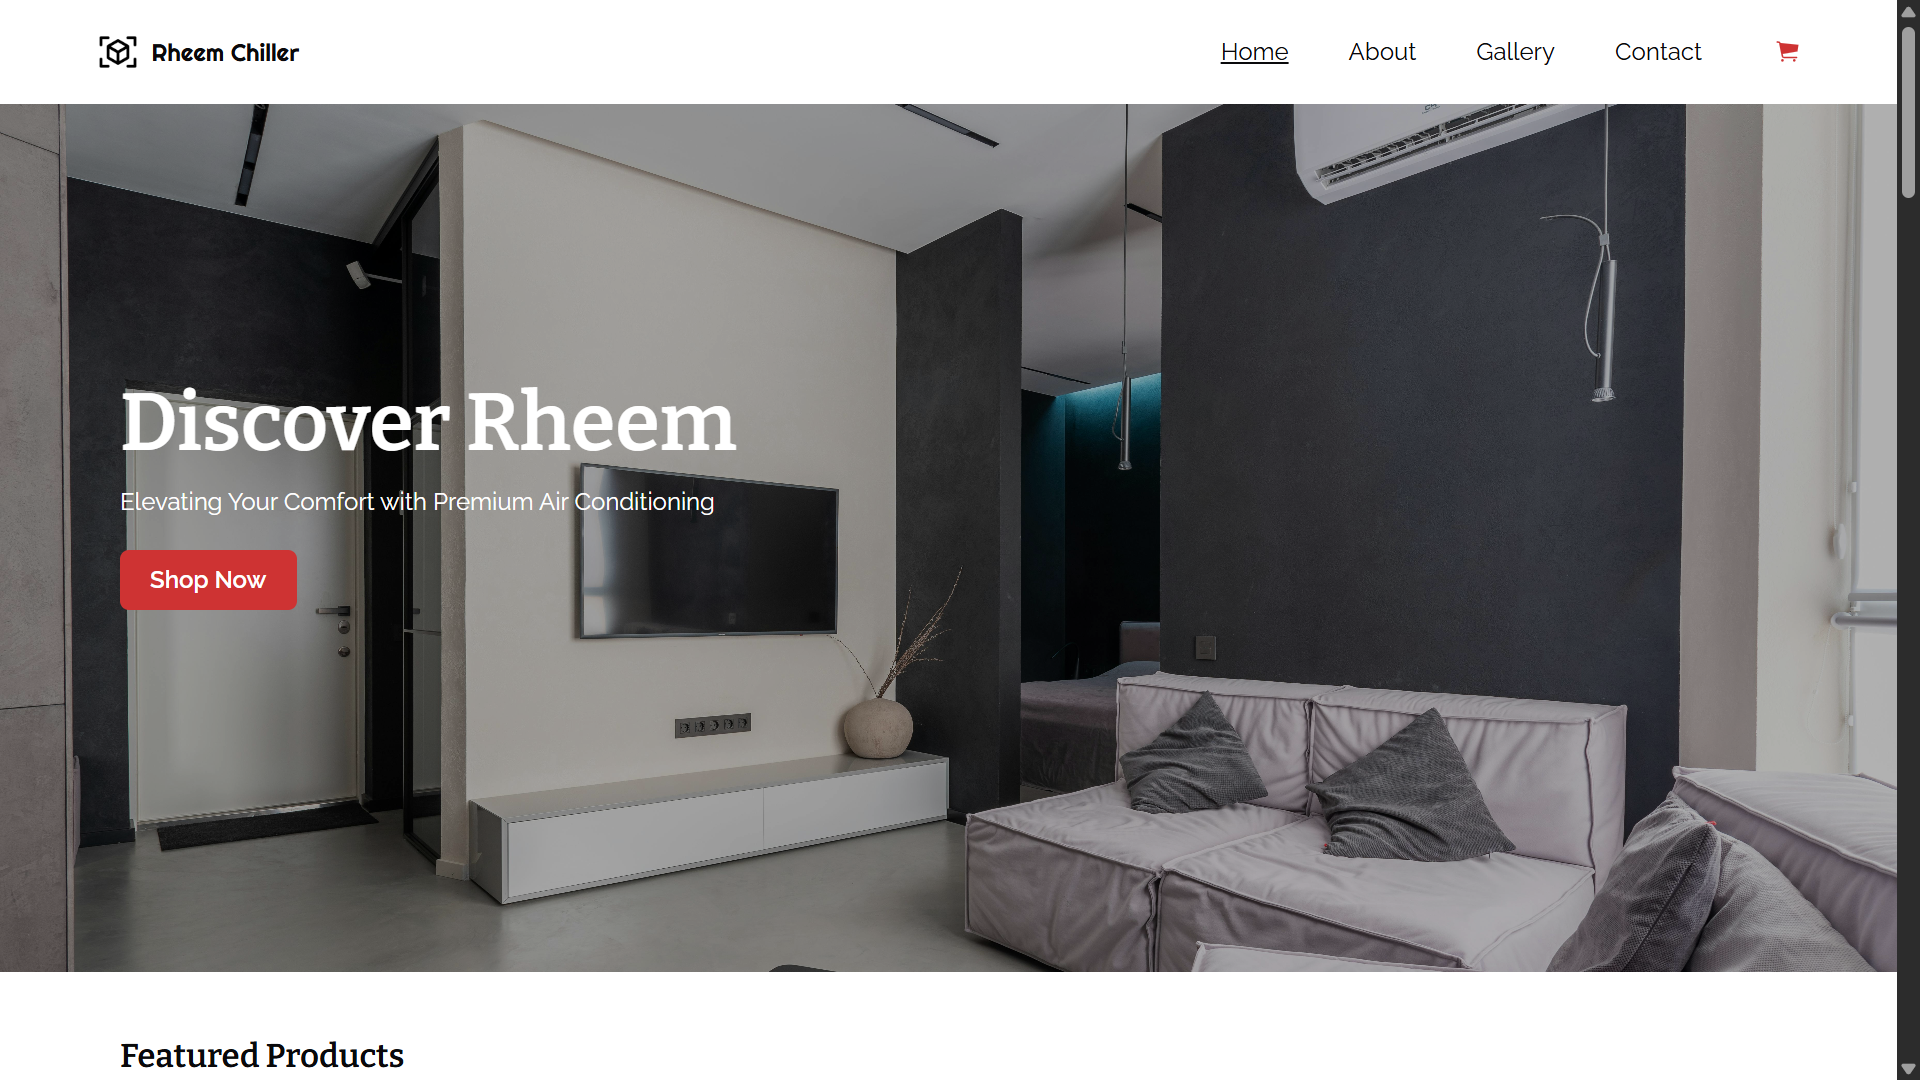 Rheem Chiller
Home
About
Gallery
Contact
Discover Rheem
Elevating Your Comfort with Premium Air Conditioning
Shop Now
Featured Products